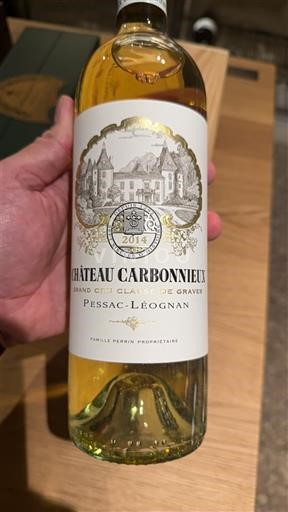 2014
CHÂTEAU CARBONNIEUX
GRAND CRU CLASSÉ DE GRAVES
PESSAC-LÉOGNAN
FAMILLE PERRIN PROPRIÉTAIRE